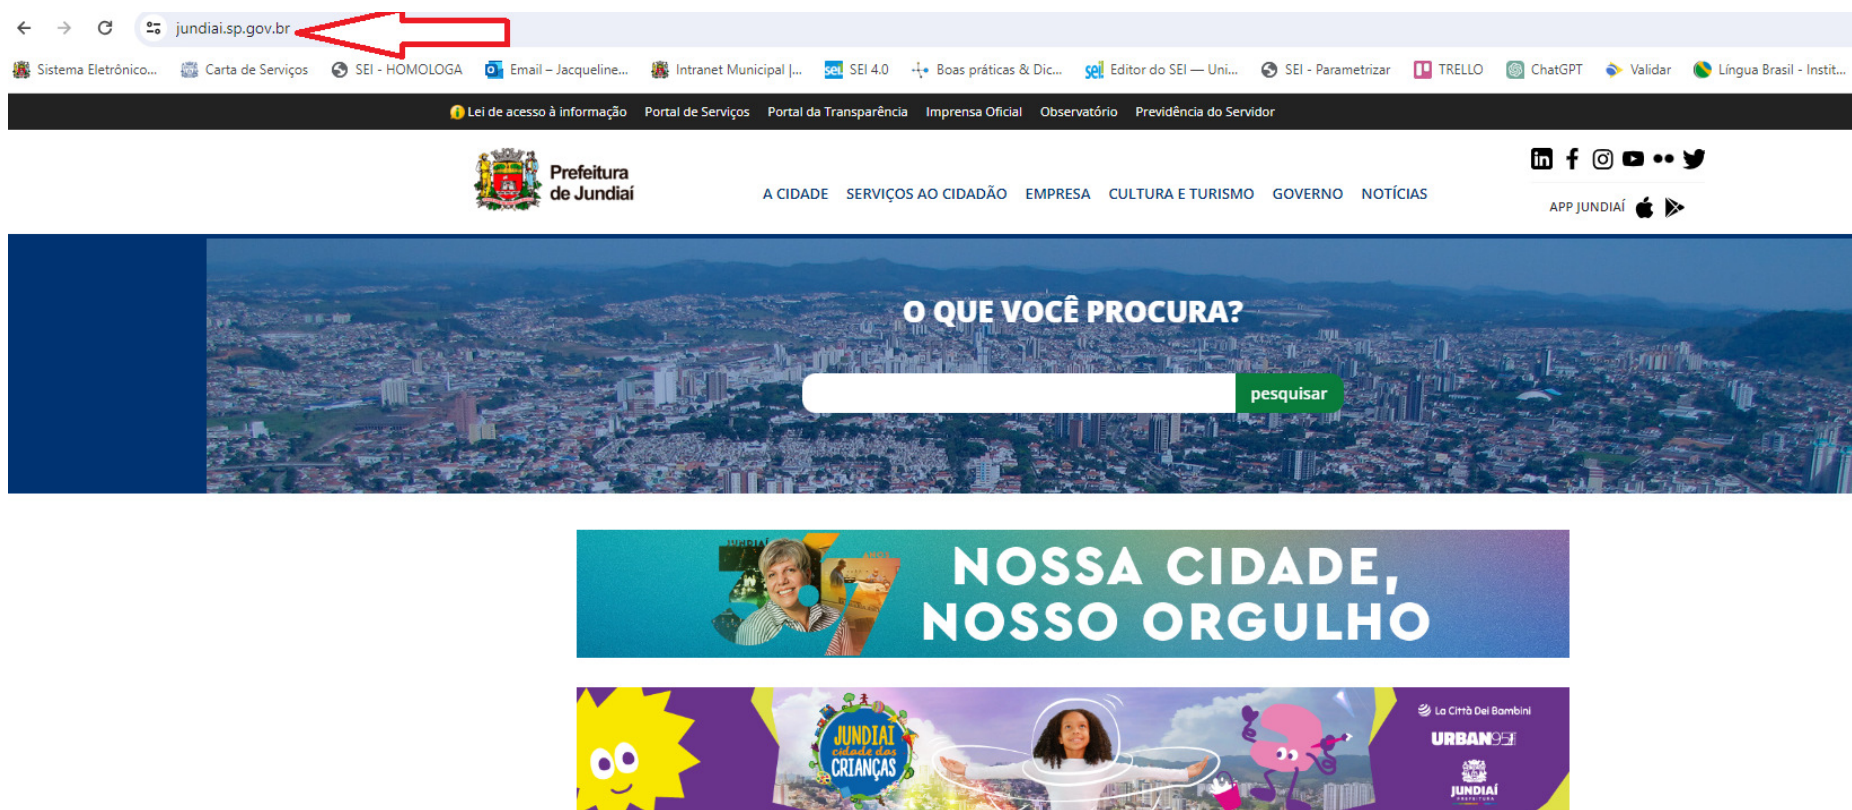 jundiai.sp.gov.br
Sistema Eletrônico... Carta de Serviços SEI - HOMOLOGA Email – Jacqueline... Intranet Municipal |... SEI 4.0 Boas práticas & Dic... Editor do SEI — Uni... SEI - Parametrizar TRELLO ChatGPT Validar Língua Brasil - Instit...
Lei de acesso à informação Portal de Serviços Portal da Transparência Imprensa Oficial Observatório Previdência do Servidor
Prefeitura
de Jundiaí
A CIDADE SERVIÇOS AO CIDADÃO EMPRESA CULTURA E TURISMO GOVERNO NOTÍCIAS
APP JUNDIAÍ
O QUE VOCÊ PROCURA?
pesquisar
JUNDIAÍ
367
ANOS
NOSSA CIDADE,
NOSSO ORGULHO
JUNDIAÍ
cidade das
CRIANÇAS
La Città Dei Bambini
URBAN95
JUNDIAÍ
PREFEITURA